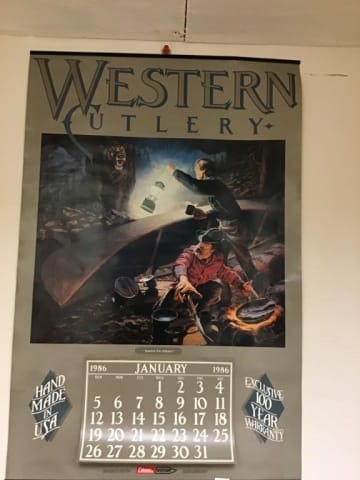 WESTERN
CUTLERY
1986 JANUARY 1986
1 2 3 4
5 6 7 8 9 10 11
12 13 14 15 16 17 18
19 20 21 22 23 24 25
26 27 28 29 30 31
HAND
MADE
IN
USA
EXCLUSIVE
100
YEAR
WARRANTY
Coleman